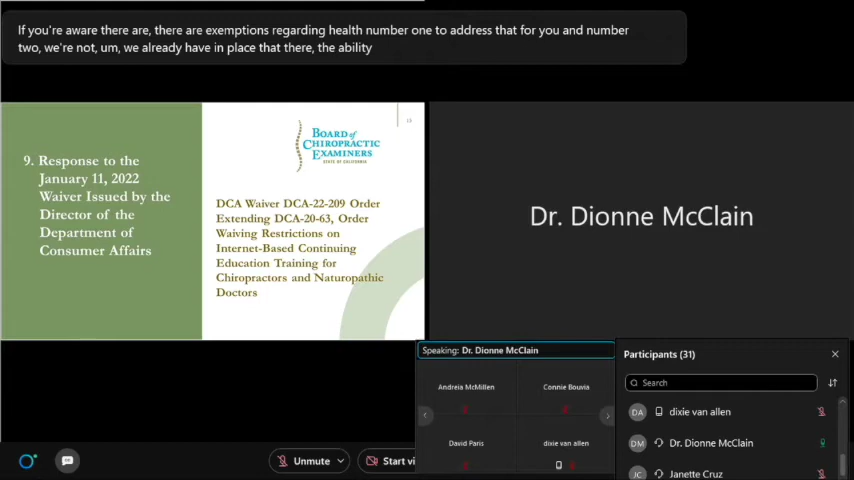 If you're aware there are, there are exemptions regarding health number one to address that for you and number
two, we're not, um, we already have in place that there, the ability
15
BOARD of
CHIROPRACTIC
EXAMINERS
STATE OF CALIFORNIA
9. Response to the
January 11, 2022
Waiver Issued by the
Director of the
Department of
Consumer Affairs
DCA Waiver DCA-22-209 Order
Extending DCA-20-63, Order
Waiving Restrictions on
Internet-Based Continuing
Education Training for
Chiropractors and Naturopathic
Doctors
Dr. Dionne McClain
Speaking: Dr. Dionne McClain
Andreia McMillen
Connie Bouvia
David Paris
dixie van allen
Participants (31)
Search
DA dixie van allen
DM Dr. Dionne McClain
JC Janette Cruz
Unmute
Start vi